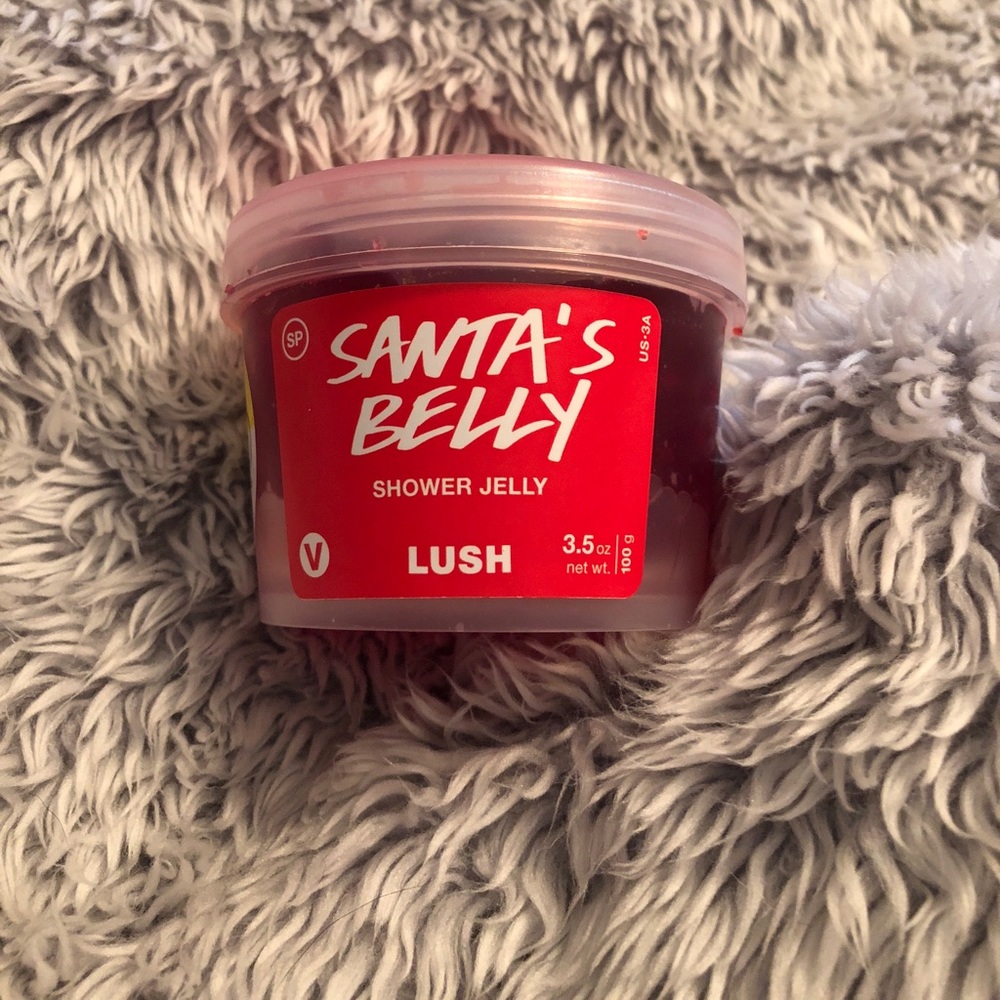 SP
SANTA'S
BELLY
US-3A
SHOWER JELLY
V
LUSH
3.5 oz
net wt.
100 g